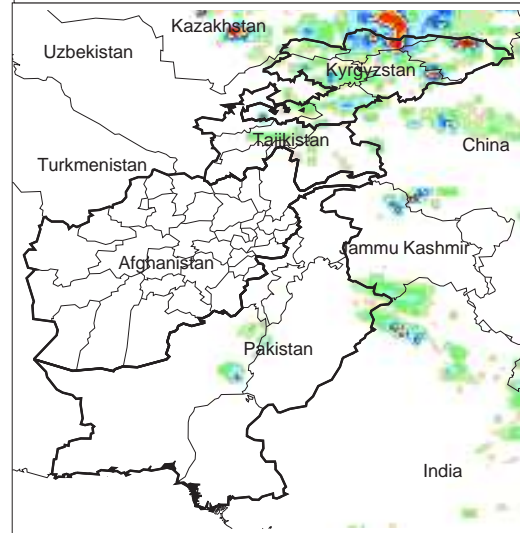 Kazakhstan
Uzbekistan
Kyrgyzstan
Tajikistan
China
Turkmenistan
Jammu Kashmir
Afghanistan
Pakistan
India